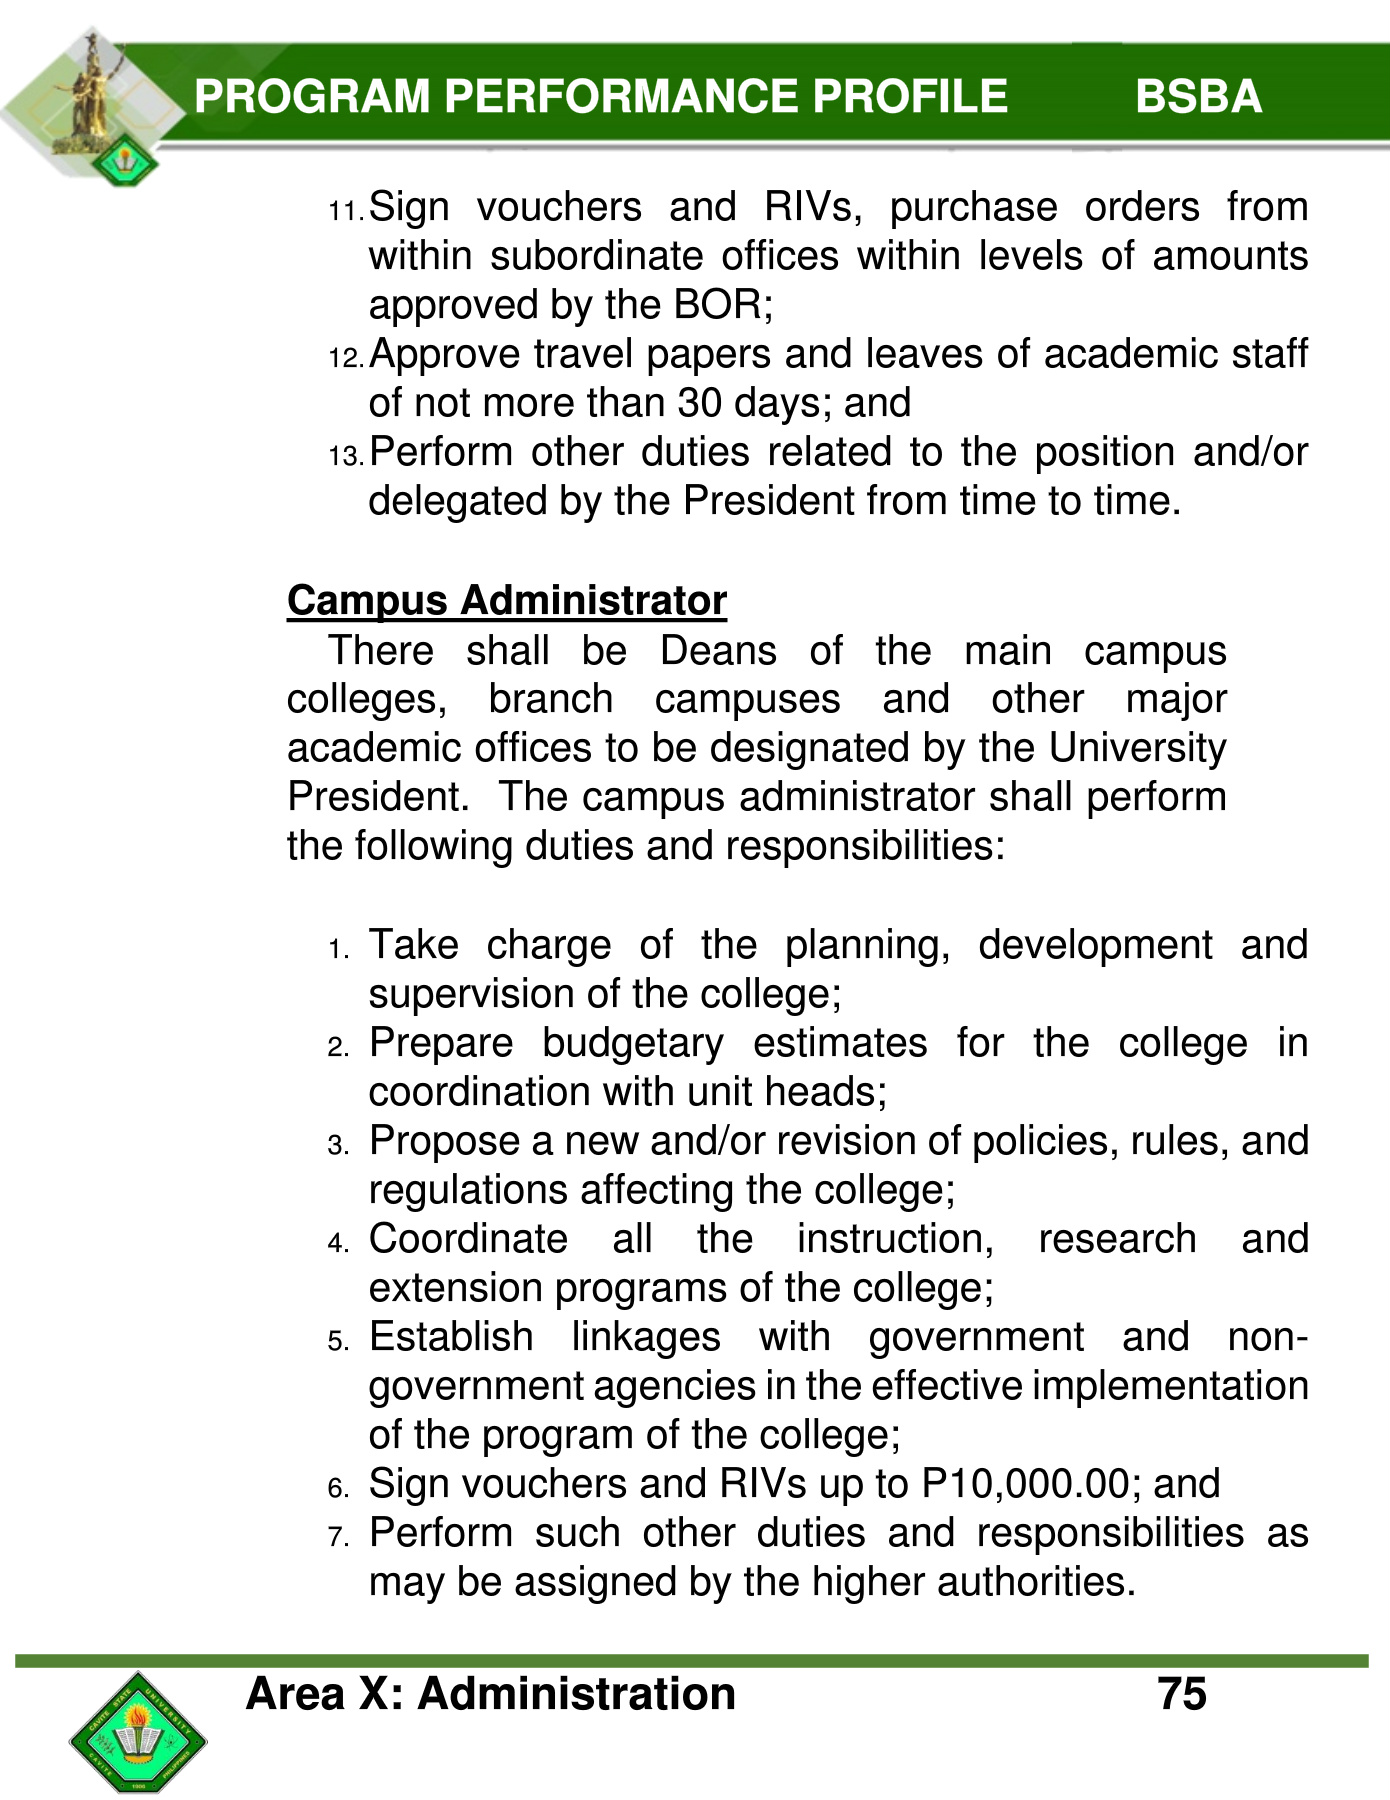 PROGRAM PERFORMANCE PROFILE BSBA
11. Sign vouchers and RIVs, purchase orders from
within subordinate offices within levels of amounts
approved by the BOR;
12. Approve travel papers and leaves of academic staff
of not more than 30 days; and
13. Perform other duties related to the position and/or
delegated by the President from time to time.
Campus Administrator
There shall be Deans of the main campus
colleges, branch campuses and other major
academic offices to be designated by the University
President. The campus administrator shall perform
the following duties and responsibilities:
1. Take charge of the planning, development and
supervision of the college;
2. Prepare budgetary estimates for the college in
coordination with unit heads;
3. Propose a new and/or revision of policies, rules, and
regulations affecting the college;
4. Coordinate all the instruction, research and
extension programs of the college;
5. Establish linkages with government and non-
government agencies in the effective implementation
of the program of the college;
6. Sign vouchers and RIVs up to P10,000.00; and
7. Perform such other duties and responsibilities as
may be assigned by the higher authorities.
Area X: Administration 75
CAVITE STATE UNIVERSITY
CAVITE PHILIPPINES
1906